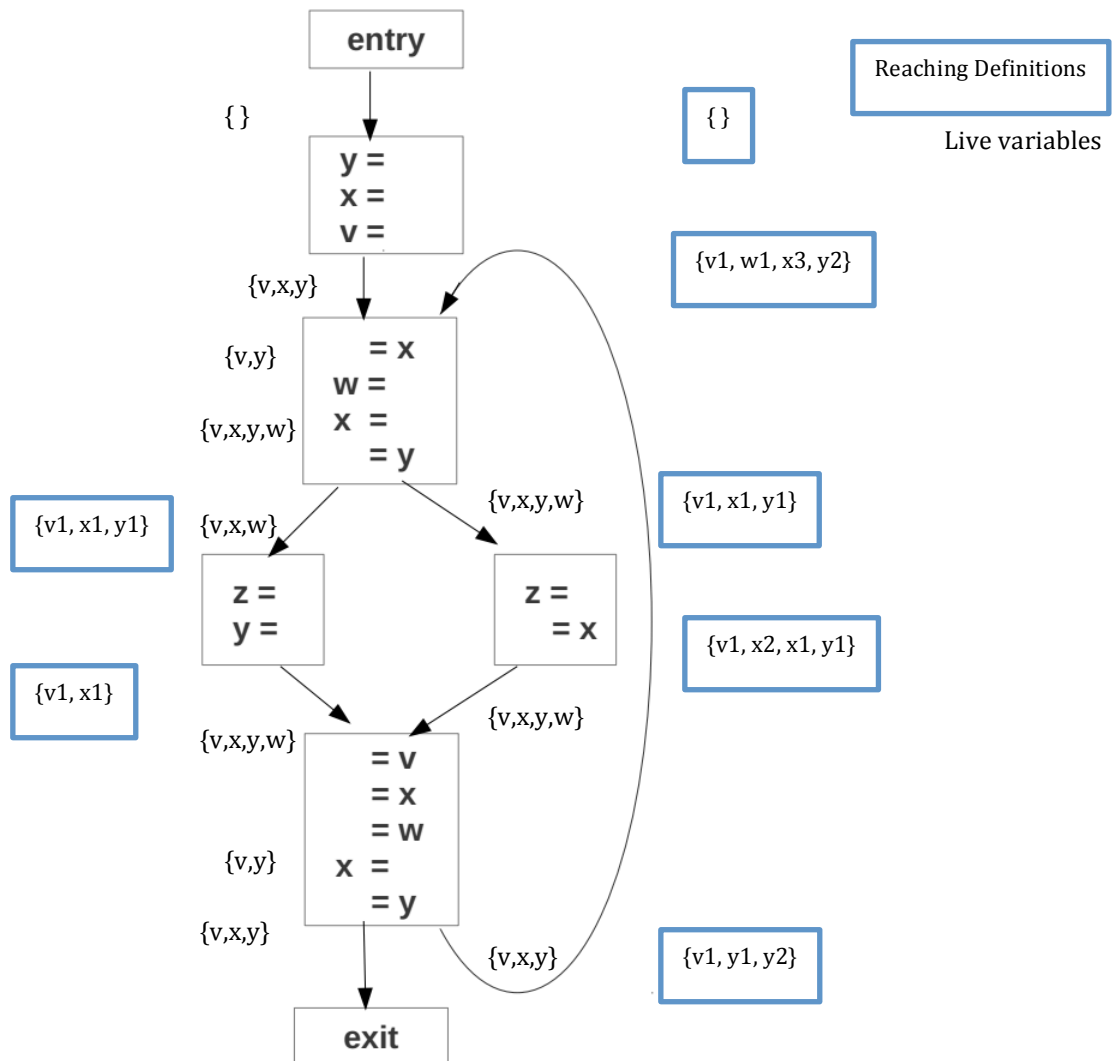 entry
Reaching Definitions
{ }
{ }
Live variables
y =
x =
v =
{v1, w1, x3, y2}
{v,x,y}
= x
{v,y}
w =
x =
{v,x,y,w}
= y
{v1, x1, y1}
{v,x,w}
{v,x,y,w}
{v1, x1, y1}
z =
y =
z =
= x
{v1, x2, x1, y1}
{v1, x1}
{v,x,y,w}
{v,x,y,w}
= v
= x
= w
{v,y}
x =
= y
{v,x,y}
{v,x,y}
{v1, y1, y2}
exit